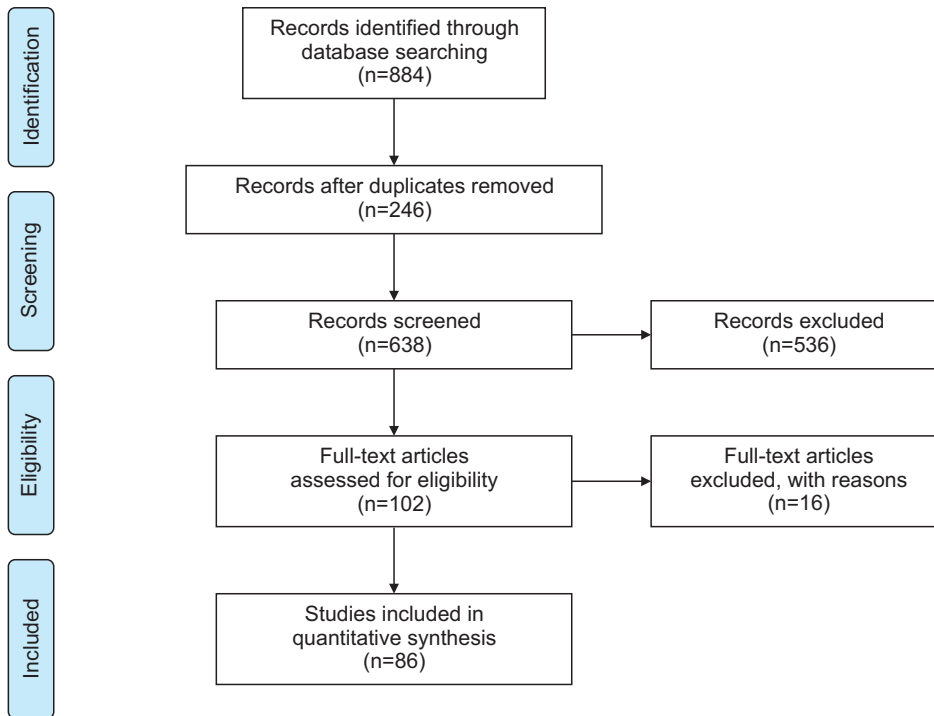 Identification
Records identified through
database searching
(n=884)
Records after duplicates removed
(n=246)
Screening
Records screened
(n=638)
Records excluded
(n=536)
Eligibility
Full-text articles
assessed for eligibility
(n=102)
Full-text articles
excluded, with reasons
(n=16)
Included
Studies included in
quantitative synthesis
(n=86)